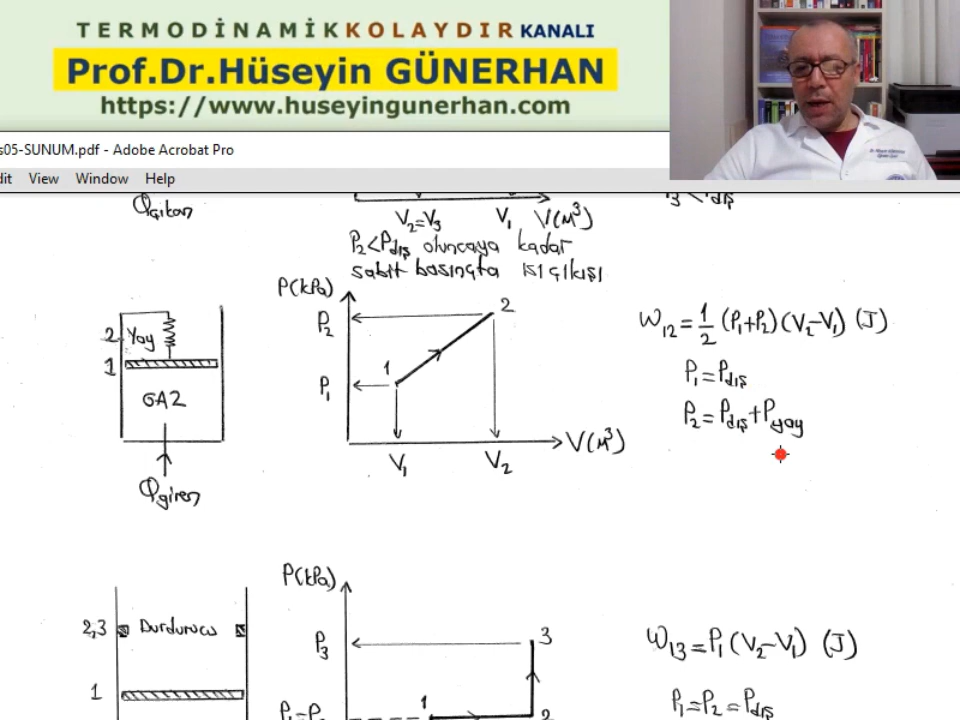 TERMODİNAMİKKOLAYDIR KANALI
Prof.Dr.Hüseyin GÜNERHAN
https://www.huseyingunerhan.com
s05-SUNUM.pdf - Adobe Acrobat Pro
dit View Window Help
Qçıkan
V2=V3 V1 V(m³)
P2<Pdış oluncaya kadar
sabit basınçta ısı çıkışı
P(kPa)
P2
P1
1
2
V1 V2 V(m³)
2 Yay
1
GAZ
Qgiren
W12=1/2 (P1+P2)(V2-V1) (J)
P1=Pdış
P2=Pdış+Pyay
2,3 Durdurucu
1
P(kPa)
P3
3
1
2
W13=P1(V2-V1) (J)
P1=P2=Pdış